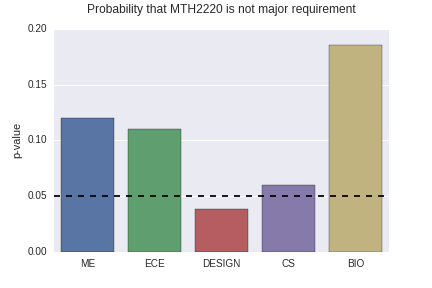 Probability that MTH2220 is not major requirement
0.20
0.15
0.10
0.05
0.00
p-value
ME ECE DESIGN CS BIO